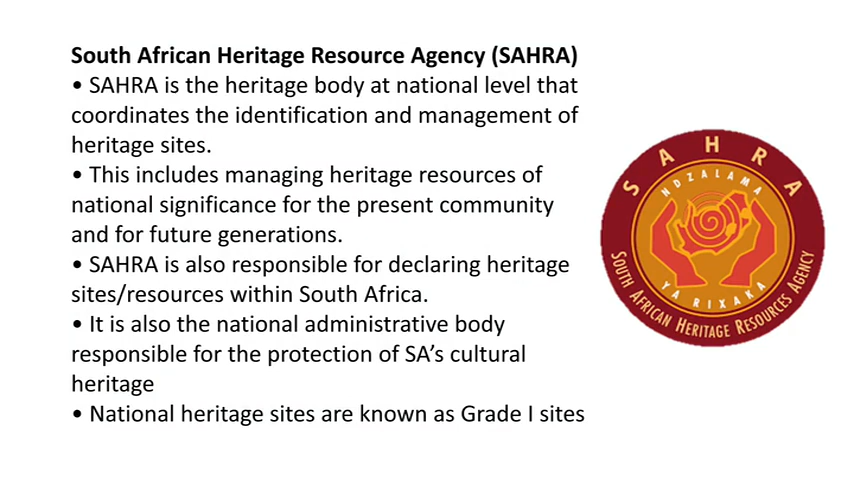 South African Heritage Resource Agency (SAHRA)
• SAHRA is the heritage body at national level that
coordinates the identification and management of
heritage sites.
• This includes managing heritage resources of
national significance for the present community
and for future generations.
• SAHRA is also responsible for declaring heritage
sites/resources within South Africa.
• It is also the national administrative body
responsible for the protection of SA’s cultural
heritage
• National heritage sites are known as Grade I sites
SAHRA
NDZALAMA
YA RIXAKA
SOUTH AFRICAN HERITAGE RESOURCES AGENCY